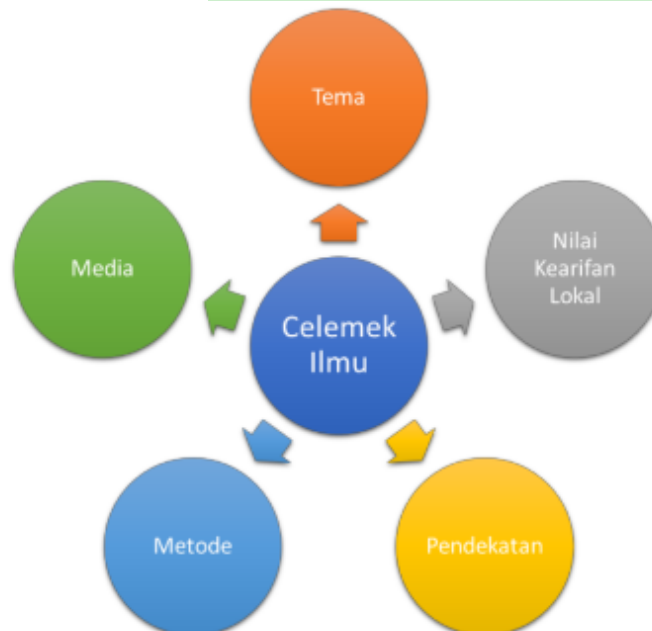 Tema
Nilai
Kearifan
Lokal
Media
Celemek
Ilmu
Metode
Pendekatan